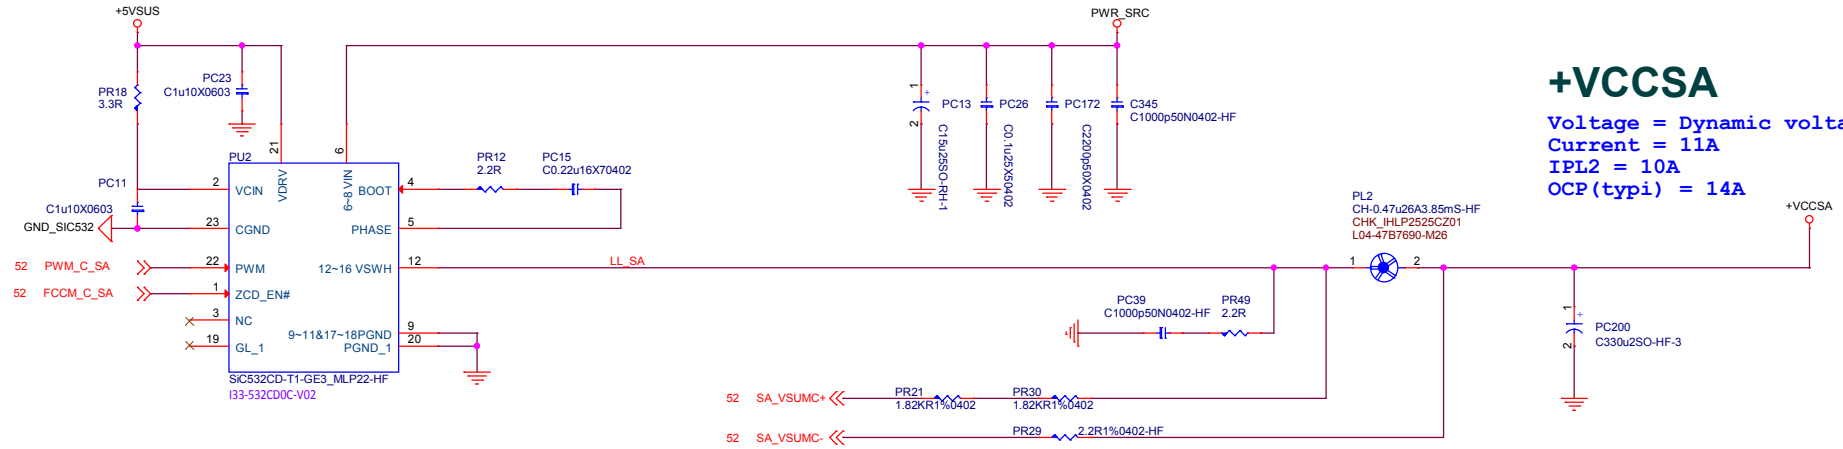 +5VSUS
PWR_SRC
PR18
3.3R
PC23
C1u10X0603
21
6
PU2
VDRV
6~8 VIN
PC11
C1u10X0603
GND_SIC532
2
VCIN
23
CGND
52 PWM_C_SA
22
PWM
52 FCCM_C_SA
1
ZCD_EN#
3
NC
19
GL_1
BOOT
4
PHASE
5
12~16 VSWH
12
9~11&17~18PGND
9
PGND_1
20
SiC532CD-T1-GE3_MLP22-HF
I33-532CD0C-V02
PR12
2.2R
PC15
C0.22u16X70402
LL_SA
1
2
+
PC13
C15u25SO-RH-1
PC26
C0.1u25X50402
PC172
C2200p50X0402
C345
C1000p50N0402-HF
+VCCSA
Voltage = Dynamic volta
Current = 11A
IPL2 = 10A
OCP(typi) = 14A
PL2
CH-0.47u26A3.85mS-HF
CHK_IHLP2525CZ01
L04-47B7690-M26
1
2
+VCCSA
PC39
C1000p50N0402-HF
PR49
2.2R
1
2
+
PC200
C330u2SO-HF-3
52 SA_VSUMC+
PR21
1.82KR1%0402
PR30
1.82KR1%0402
52 SA_VSUMC-
PR29
2.2R1%0402-HF